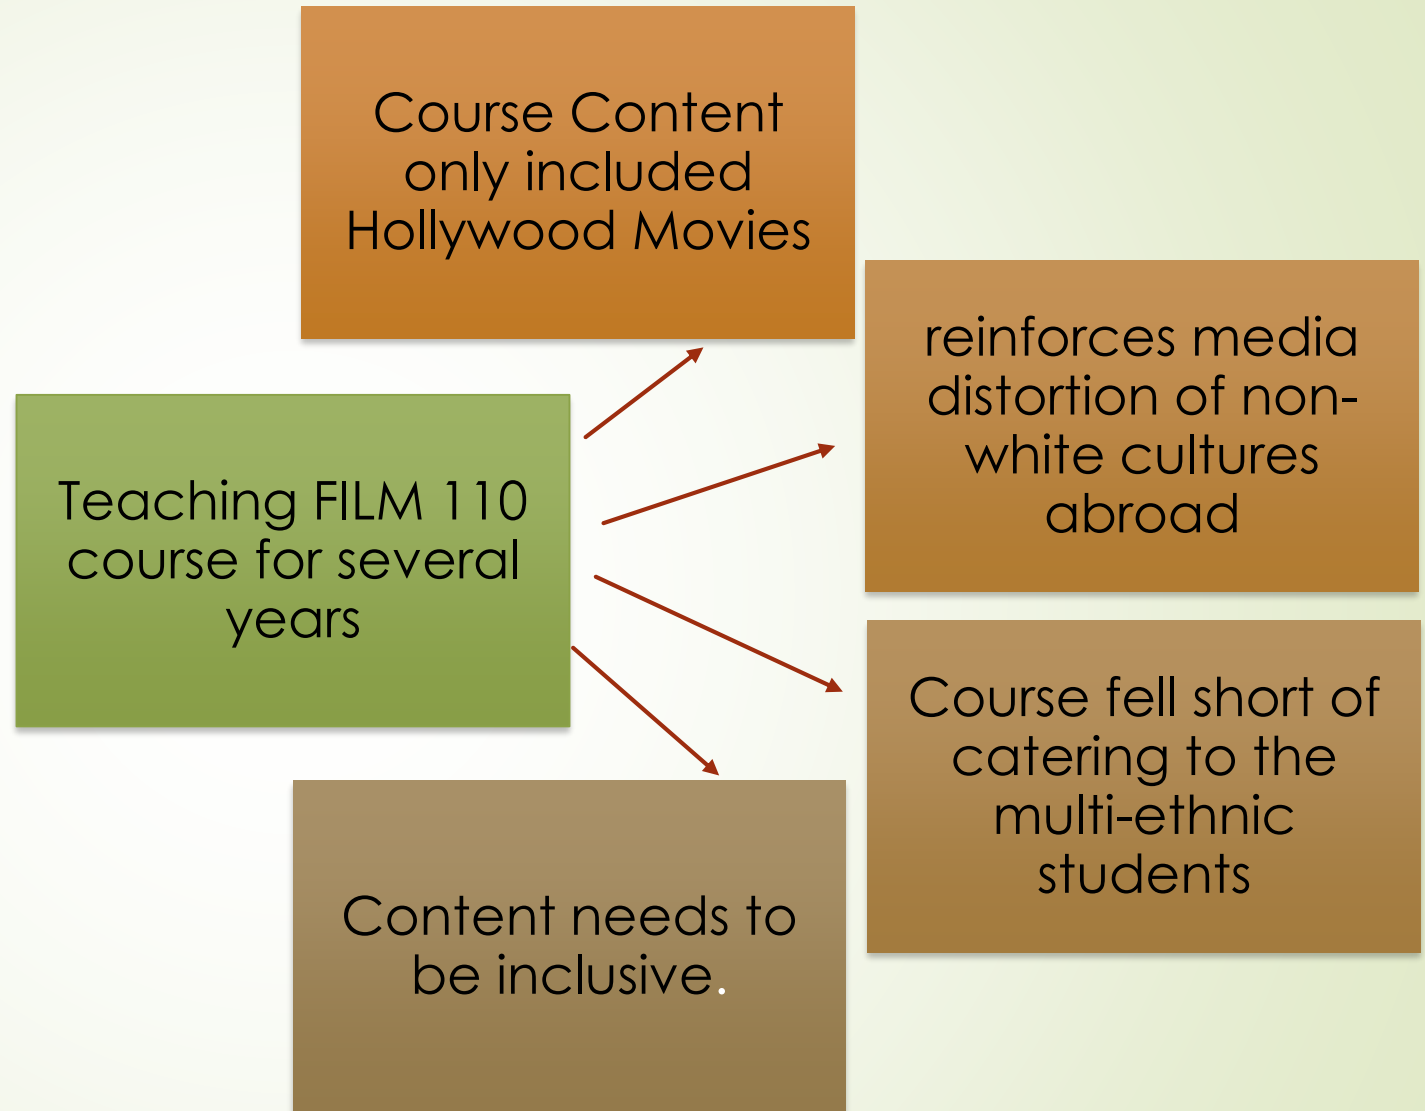 Course Content
only included
Hollywood Movies
reinforces media
distortion of non-
white cultures
abroad
Teaching FILM 110
course for several
years
Course fell short of
catering to the
multi-ethnic
students
Content needs to
be inclusive.